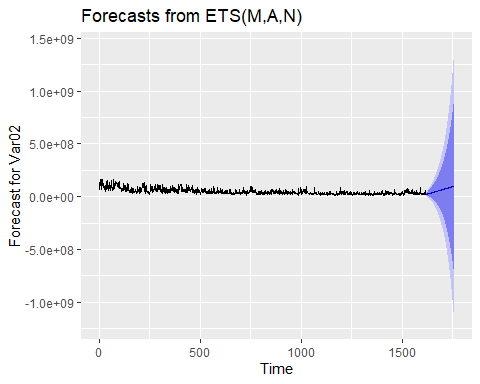 Forecasts from ETS(M,A,N)
1.5e+09
1.0e+09
5.0e+08
0.0e+00
-5.0e+08
-1.0e+09
Forecast for Var02
0 500 1000 1500
Time